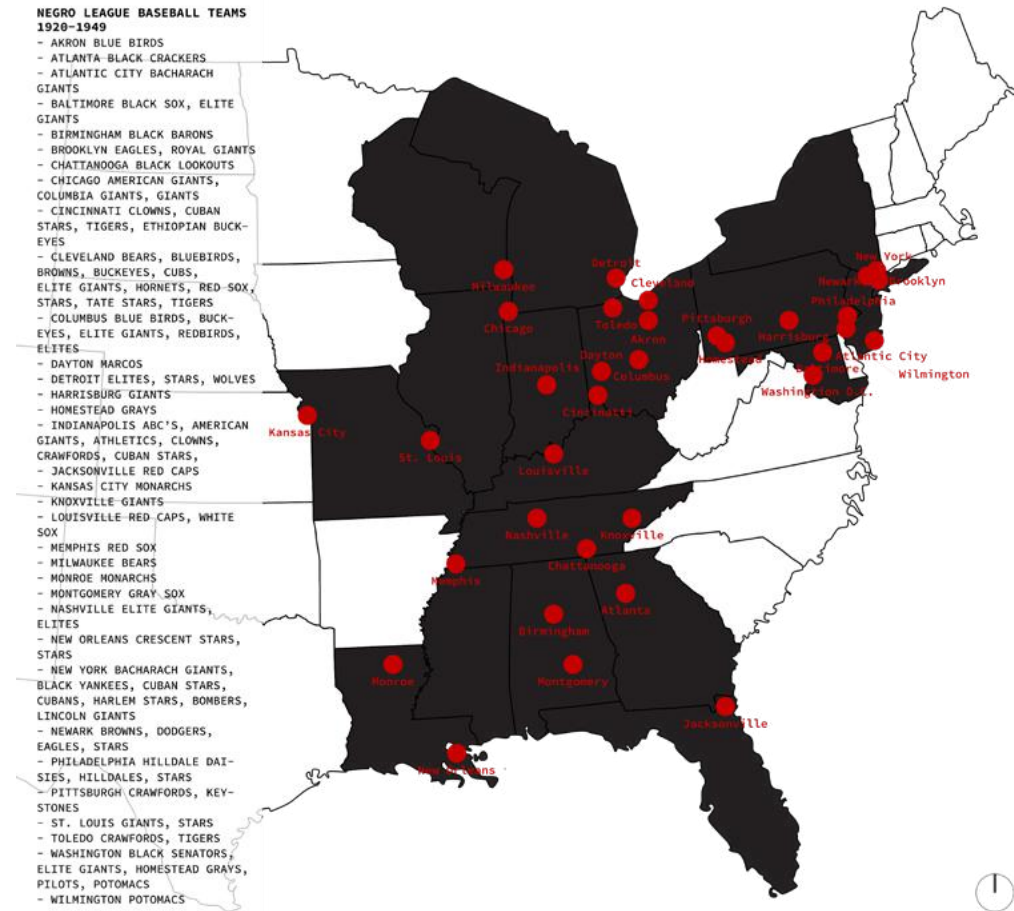 NEGRO LEAGUE BASEBALL TEAMS
1920-1949
- AKRON BLUE BIRDS
- ATLANTA BLACK CRACKERS
- ATLANTIC CITY BACHARACH
GIANTS
- BALTIMORE BLACK SOX, ELITE
GIANTS
- BIRMINGHAM BLACK BARONS
- BROOKLYN EAGLES, ROYAL GIANTS
- CHATTANOOGA BLACK LOOKOUTS
- CHICAGO AMERICAN GIANTS,
COLUMBIA GIANTS, GIANTS
- CINCINNATI CLOWNS, CUBAN
STARS, TIGERS, ETHIOPIAN BUCK-
EYES
- CLEVELAND BEARS, BLUEBIRDS,
BROWNS, BUCKEYES, CUBS,
ELITE GIANTS, HORNETS, RED SOX,
STARS, TATE STARS, TIGERS
- COLUMBUS BLUE BIRDS, BUCK-
EYES, ELITE GIANTS, REDBIRDS,
ELITES
- DAYTON MARCOS
- DETROIT ELITES, STARS, WOLVES
- HARRISBURG GIANTS
- HOMESTEAD GRAYS
- INDIANAPOLIS ABC'S, AMERICAN
GIANTS, ATHLETICS, CLOWNS,
CRAWFORDS, CUBAN STARS,
- JACKSONVILLE RED CAPS
- KANSAS CITY MONARCHS
- KNOXVILLE GIANTS
- LOUISVILLE RED CAPS, WHITE
SOX
- MEMPHIS RED SOX
- MILWAUKEE BEARS
- MONROE MONARCHS
- MONTGOMERY GRAY SOX
- NASHVILLE ELITE GIANTS,
ELITES
- NEW ORLEANS CRESCENT STARS,
STARS
- NEW YORK BACHARACH GIANTS,
BLACK YANKEES, CUBAN STARS,
CUBANS, HARLEM STARS, BOMBERS,
LINCOLN GIANTS
- NEWARK BROWNS, DODGERS,
EAGLES, STARS
- PHILADELPHIA HILLDALE DAI-
SIES, HILLDALES, STARS
- PITTSBURGH CRAWFORDS, KEY-
STONES
- ST. LOUIS GIANTS, STARS
- TOLEDO CRAWFORDS, TIGERS
- WASHINGTON BLACK SENATORS,
ELITE GIANTS, HOMESTEAD GRAYS,
PILOTS, POTOMACS
- WILMINGTON POTOMACS
New York
Detroit
Newark
Brooklyn
Cleveland
Milwaukee
Philadelphia
Chicago
Toledo
Pittaburgh
Akron
Harrisburg
Dayton
Homestead
Atlantic City
Indianapolis
Columbus
Baltimore
Wilmington
Washingtion D.C.
Cincinatti
Kansas City
St. Louis
Louisville
Nashville
Knoxville
Chattanooga
Memphis
Atlanta
Birmingham
Monroe
Montgomery
Jacksonville
New Orleans